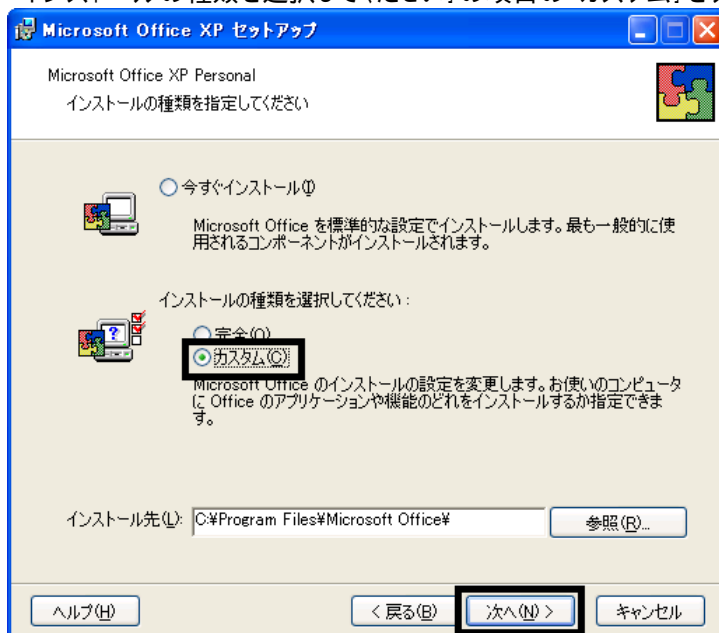 Microsoft Office XP セットアップ
Microsoft Office XP Personal
インストールの種類を指定してください
今すぐインストール(I)
Microsoft Office を標準的な設定でインストールします。最も一般的に使
用されるコンポーネントがインストールされます。
インストールの種類を選択してください :
完全(O)
カスタム(C)
Microsoft Office のインストールの設定を変更します。お使いのコンピュータ
に Office のアプリケーションや機能のどれをインストールするか指定できま
す。
インストール先(L): C:¥Program Files¥Microsoft Office¥ 参照(R)...
ヘルプ(H) < 戻る(B) 次へ(N) > キャンセル